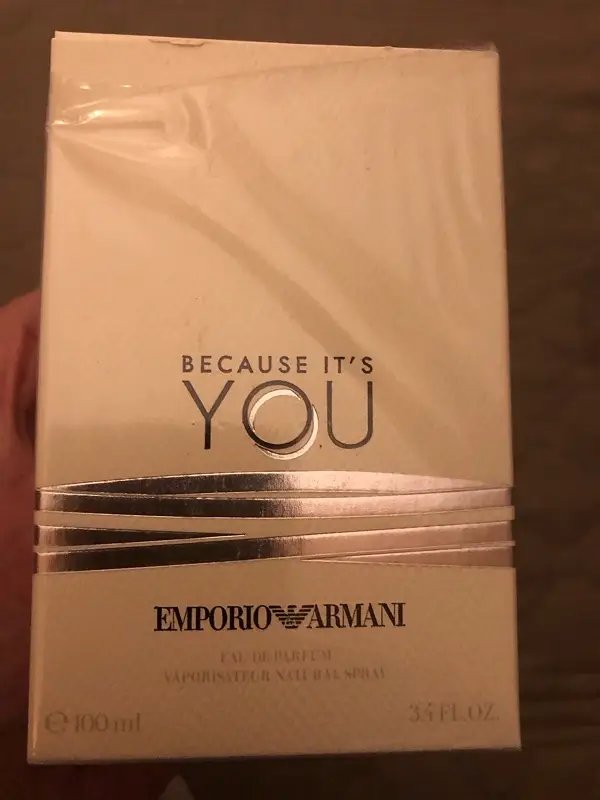 BECAUSE IT'S
YOU
EMPORIO ARMANI
EAU DE PARFUM
VAPORISATEUR NATURAL SPRAY
℮ 100 ml 3.4 FL.OZ.